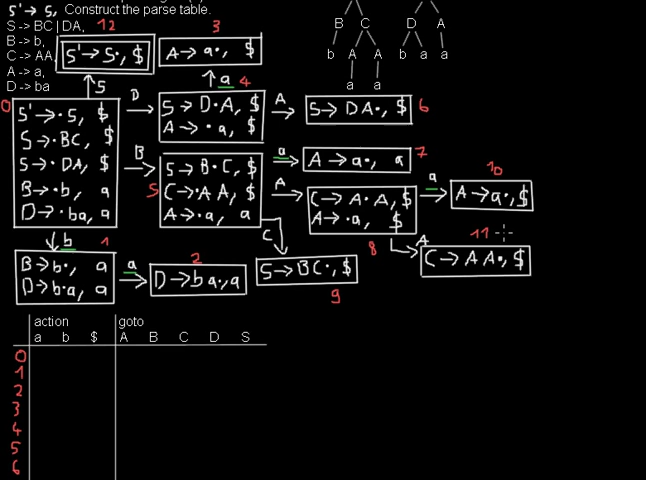 S'→S, Construct the parse table.
S -> BC | DA,
B -> b,
C -> AA,
A -> a,
D -> ba
12
S'→S·, $
3
A→a·, $
B C D A
b A A b a a
a a
S
a
4
0
S'→·S, $
S→·BC, $
S→·DA, $
B→·b, a
D→·ba, a
D
S→D·A, $
A→·a, $
A
S→DA·, $
6
B
5
S→B·C, $
C→·AA, $
A→·a, a
a
A→a·, a
7
A
C→A·A, $
A→·a, $
8
a
10
A→a·, $
b
1
B→b·, a
D→b·a, a
a
2
D→ba·, a
C
S→BC·, $
9
A
11
C→AA·, $
action goto
a b $ A B C D S
0
1
2
3
4
5
6